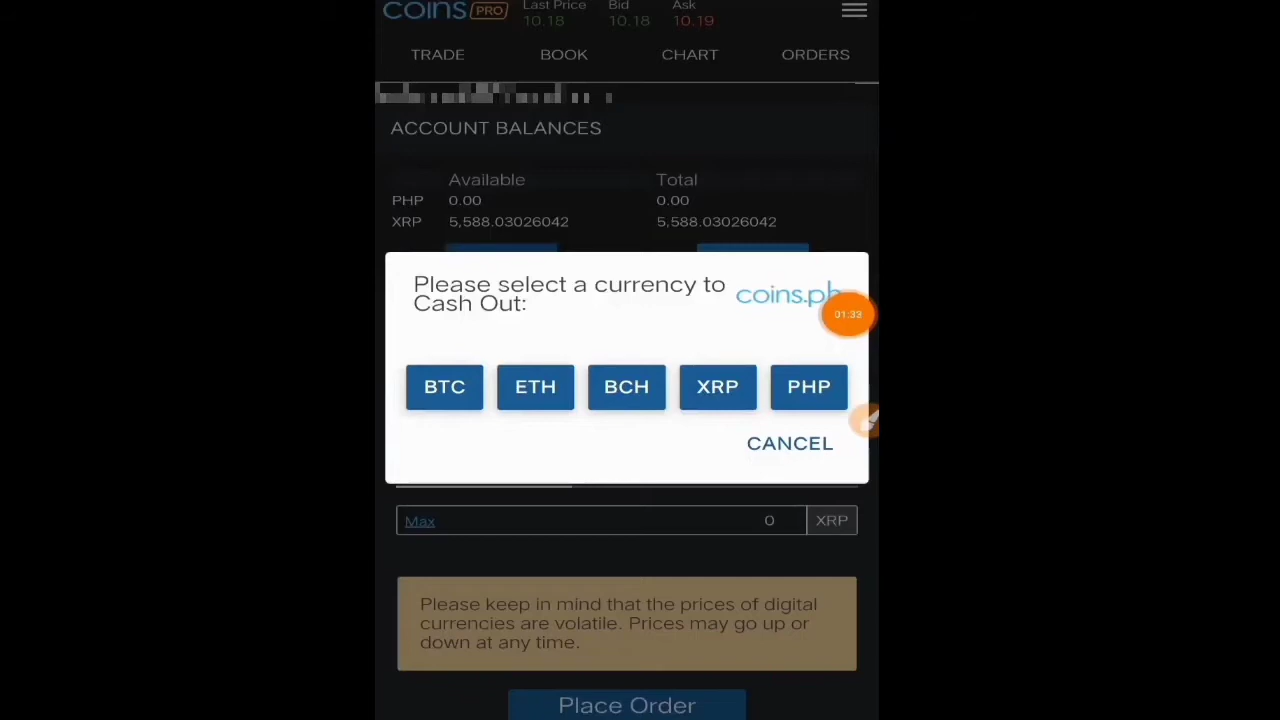 coins PRO Last Price Bid Ask
10.18 10.18 10.19
TRADE BOOK CHART ORDERS
ACCOUNT BALANCES
Available Total
PHP 0.00 0.00
XRP 5,588.03026042 5,588.03026042
Please select a currency to
Cash Out:
coins.ph
01:33
BTC ETH BCH XRP PHP
CANCEL
Max 0 XRP
Please keep in mind that the prices of digital
currencies are volatile. Prices may go up or
down at any time.
Place Order